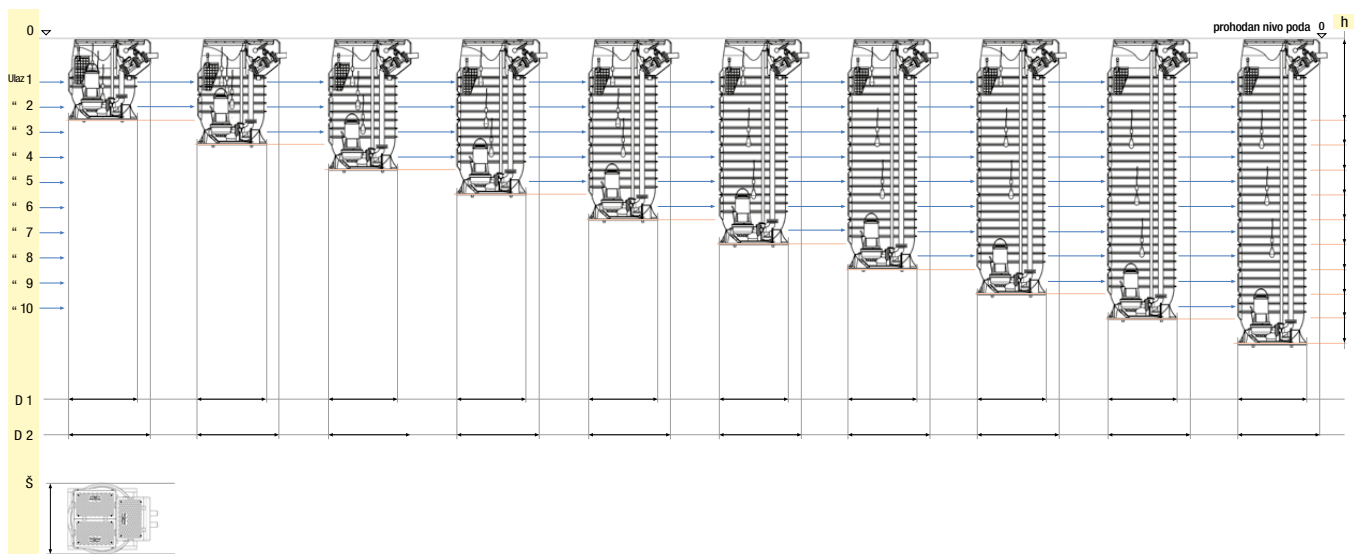 0
prohodan nivo poda 0
h
Ulaz 1
“ 2
“ 3
“ 4
“ 5
“ 6
“ 7
“ 8
“ 9
“ 10
D 1
D 2
Š